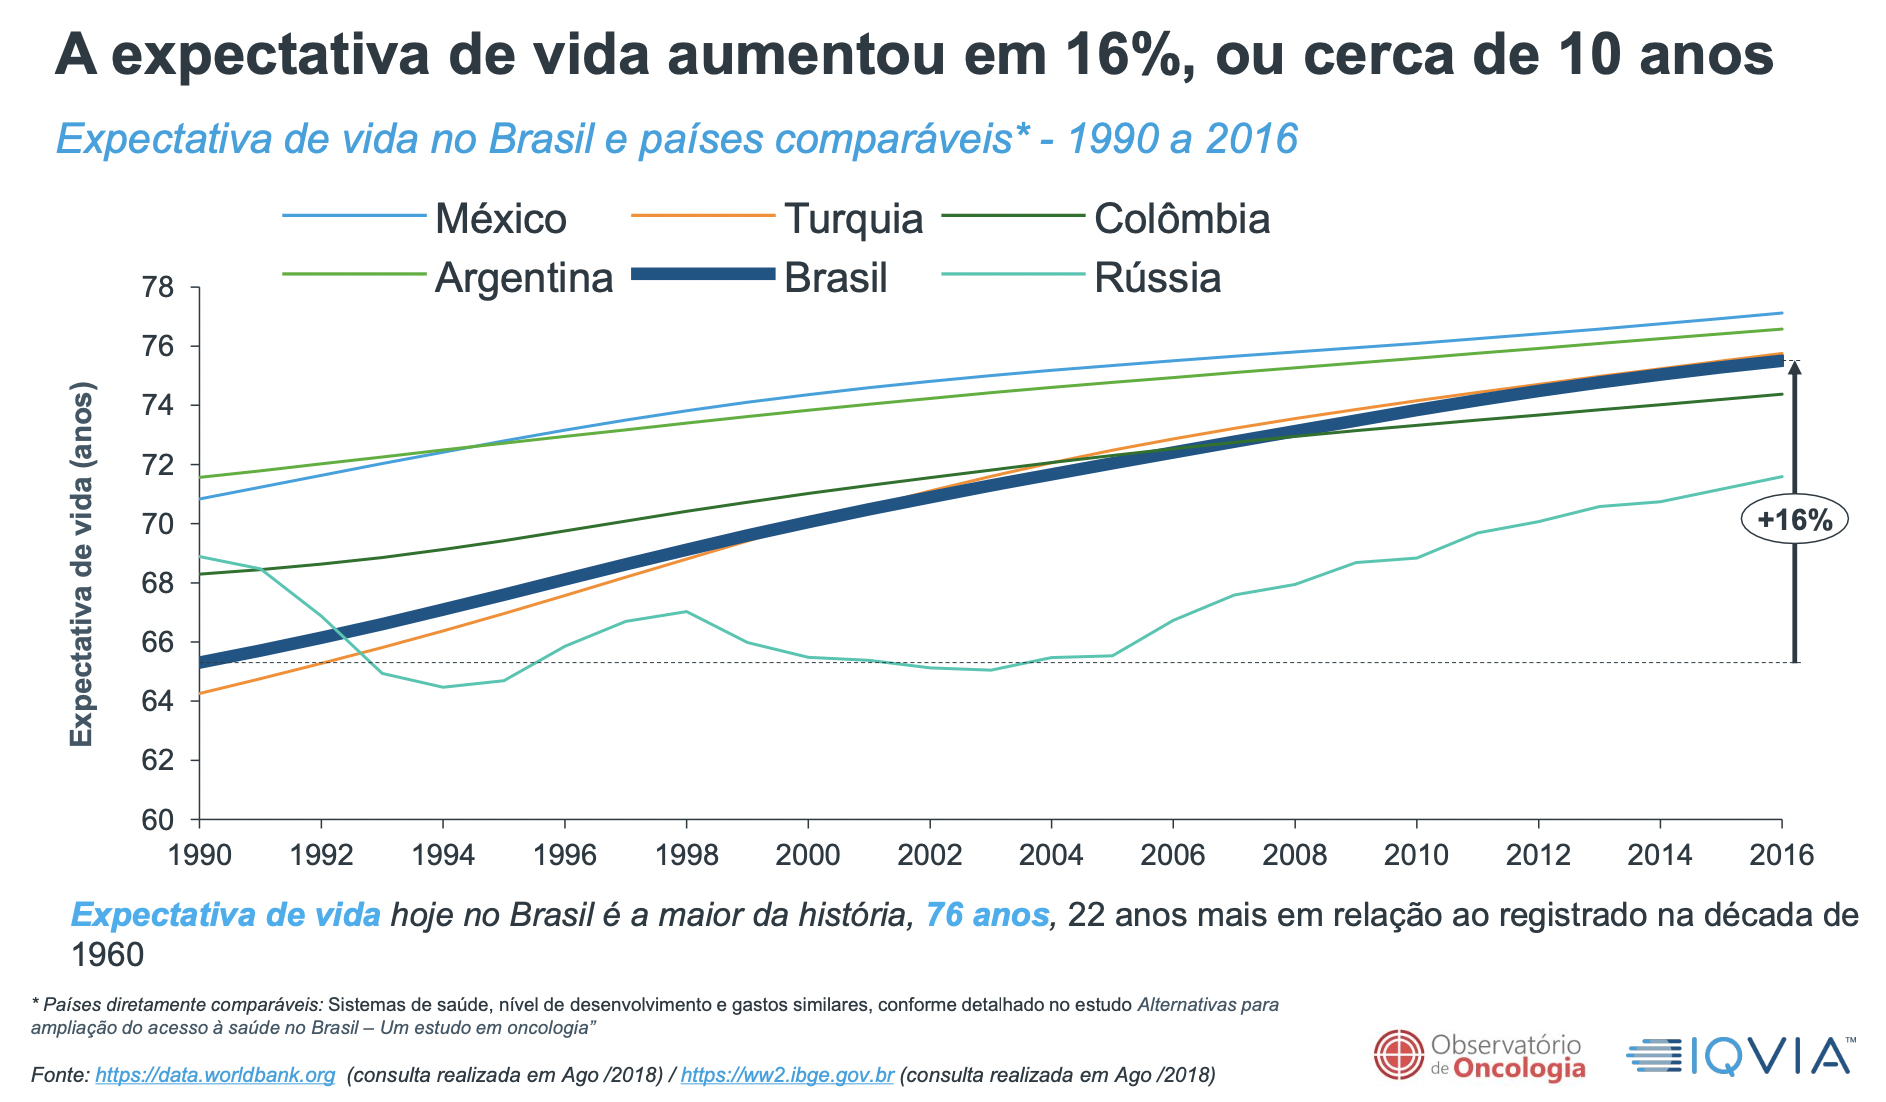 A expectativa de vida aumentou em 16%, ou cerca de 10 anos
Expectativa de vida no Brasil e países comparáveis* - 1990 a 2016
México
Turquia
Colômbia
Argentina
Brasil
Rússia
Expectativa de vida (anos)
78
76
74
72
70
68
66
64
62
60
+16%
1990 1992 1994 1996 1998 2000 2002 2004 2006 2008 2010 2012 2014 2016
Expectativa de vida hoje no Brasil é a maior da história, 76 anos, 22 anos mais em relação ao registrado na década de
1960
* Países diretamente comparáveis: Sistemas de saúde, nível de desenvolvimento e gastos similares, conforme detalhado no estudo Alternativas para
ampliação do acesso à saúde no Brasil – Um estudo em oncologia”
Fonte: https://data.worldbank.org (consulta realizada em Ago /2018) / https://ww2.ibge.gov.br (consulta realizada em Ago /2018)
Observatório
de Oncologia
IQVIA™